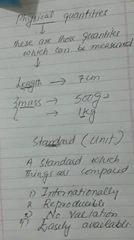 Physical quantities
these are those quantities
which can be measured
Length → 7cm
mass → 500g
→ 1kg
Standard (unit)
A standard which
things are compared
1) Internationally
2) Reproducible
3) No Variation
4) Easily available